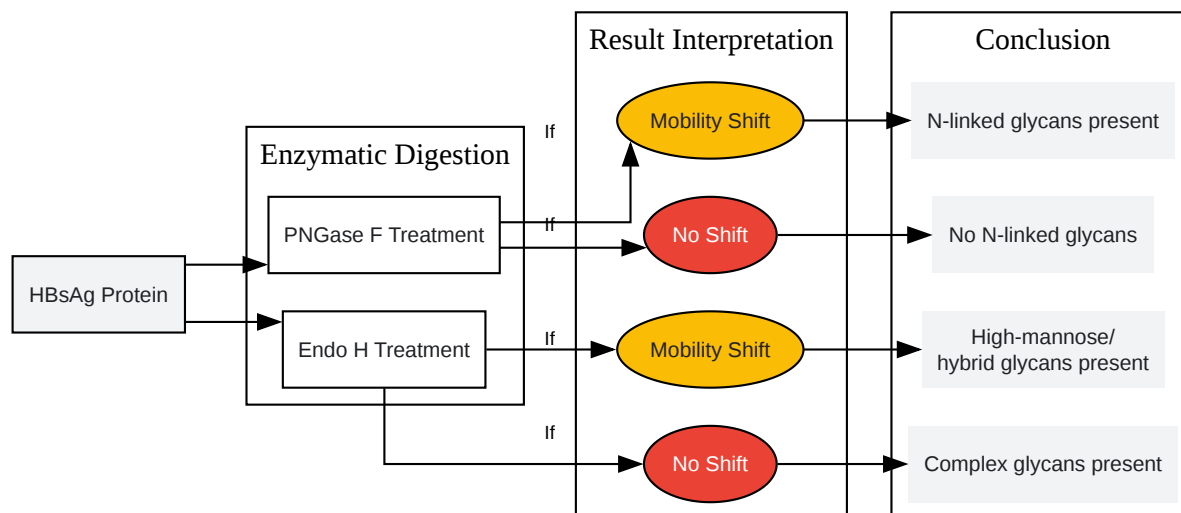 Result Interpretation
Conclusion
Mobility Shift
N-linked glycans present
If
Enzymatic Digestion
PNGase F Treatment
If
No Shift
No N-linked glycans
HBsAg Protein
Endo H Treatment
If
Mobility Shift
High-mannose/
hybrid glycans present
If
No Shift
Complex glycans present